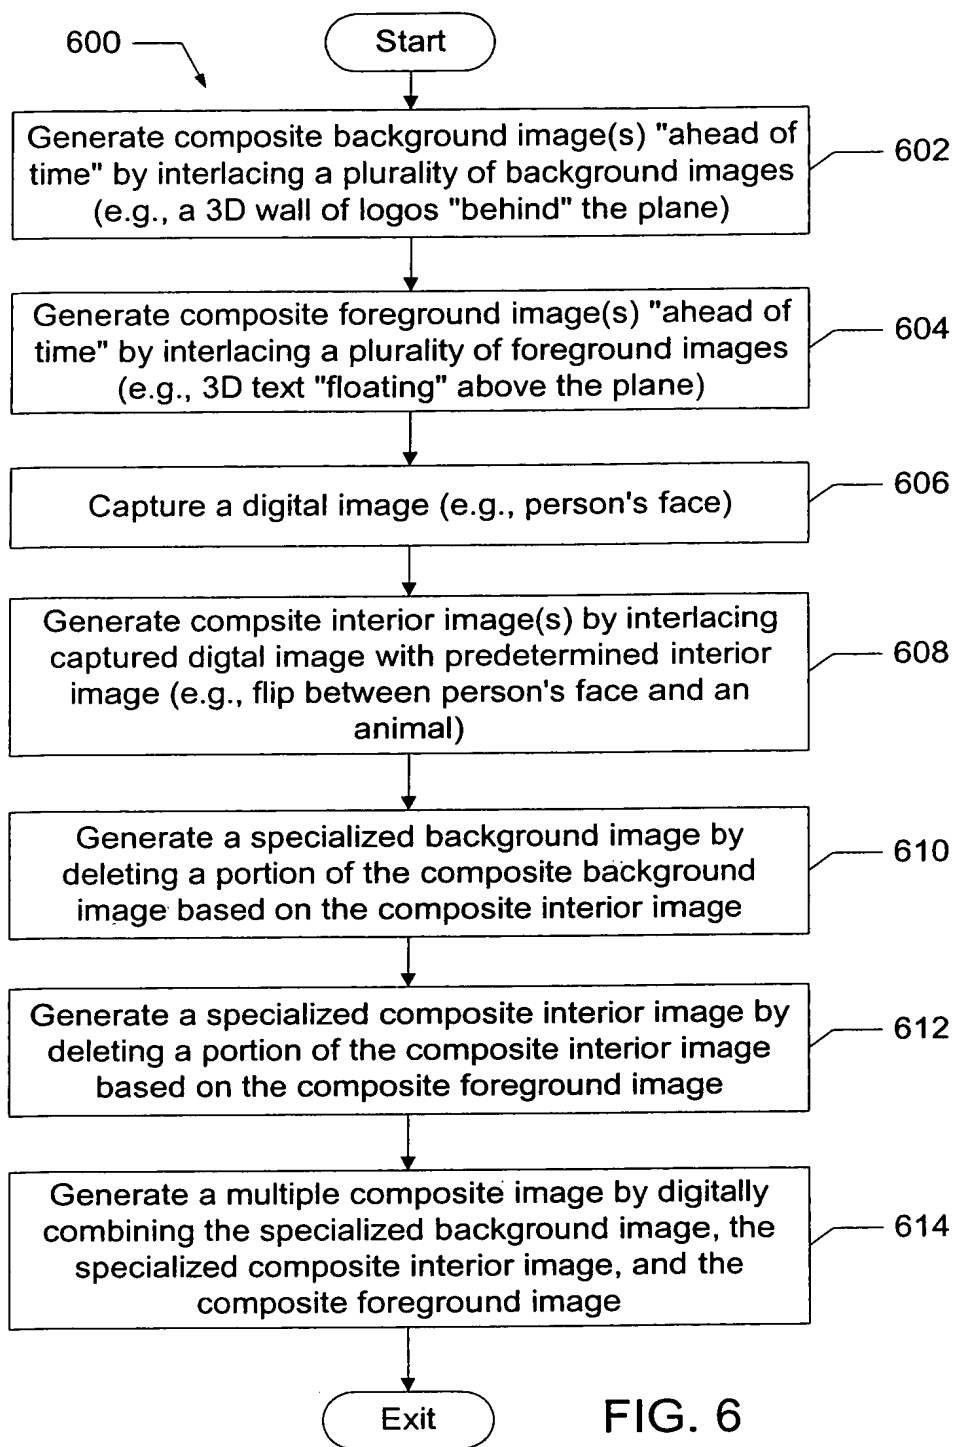 600
Start
Generate composite background image(s) "ahead of
time" by interlacing a plurality of background images
(e.g., a 3D wall of logos "behind" the plane)
602
Generate composite foreground image(s) "ahead of
time" by interlacing a plurality of foreground images
(e.g., 3D text "floating" above the plane)
604
Capture a digital image (e.g., person's face)
606
Generate compsite interior image(s) by interlacing
captured digtal image with predetermined interior
image (e.g., flip between person's face and an
animal)
608
Generate a specialized background image by
deleting a portion of the composite background
image based on the composite interior image
610
Generate a specialized composite interior image by
deleting a portion of the composite interior image
based on the composite foreground image
612
Generate a multiple composite image by digitally
combining the specialized background image, the
specialized composite interior image, and the
composite foreground image
614
Exit
FIG. 6